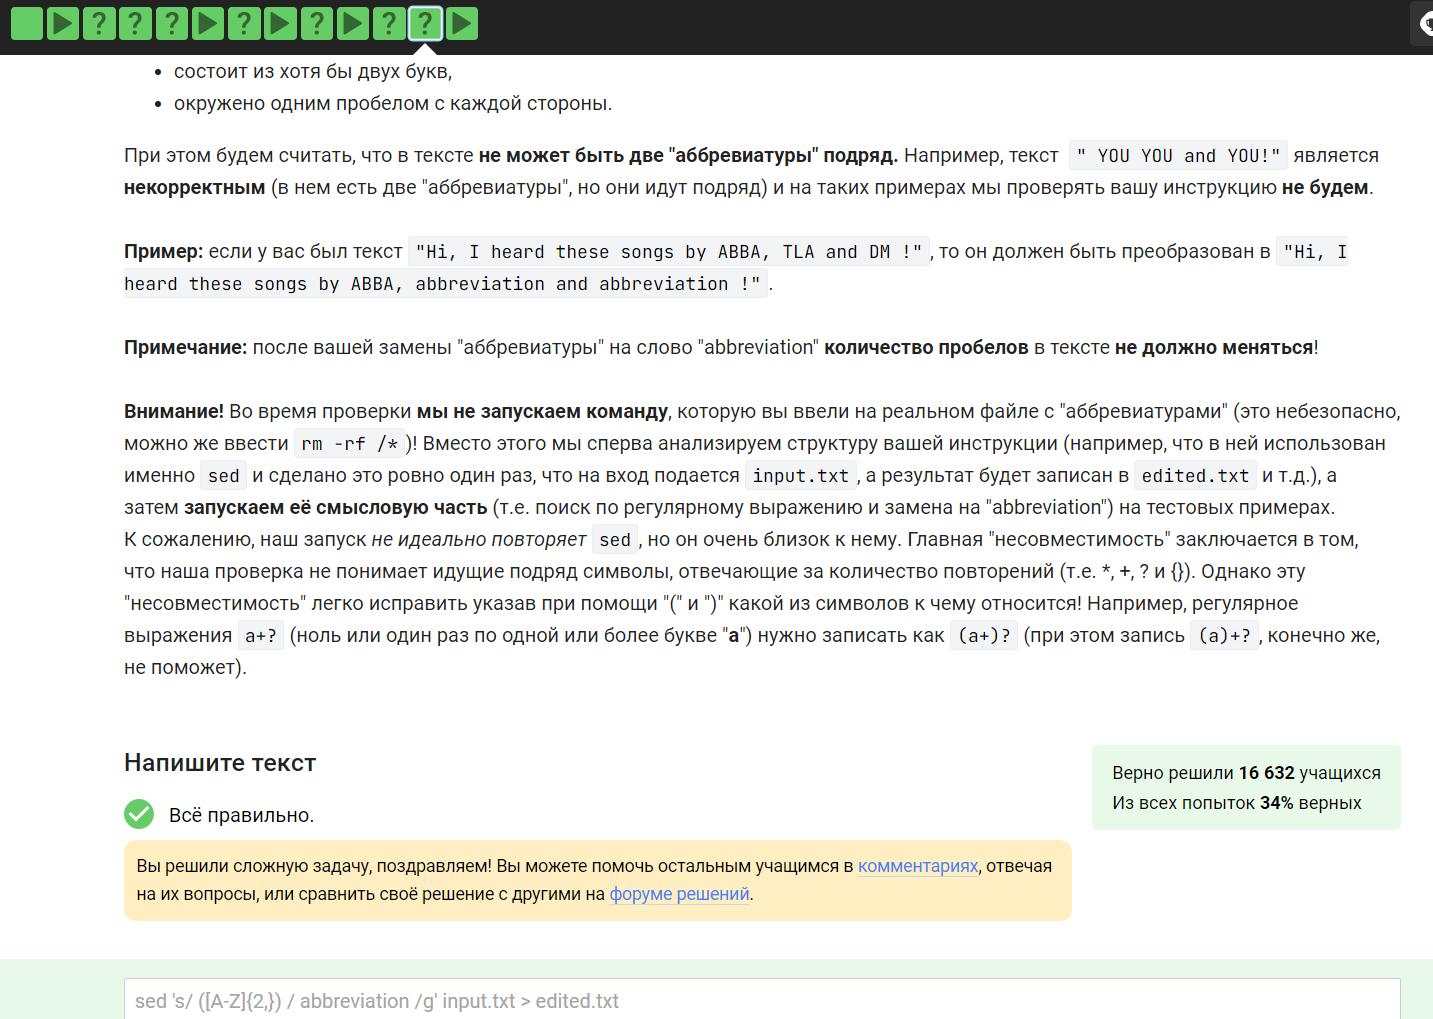 ? ? ? ? ? ? ?
• состоит из хотя бы двух букв,
• окружено одним пробелом с каждой стороны.
При этом будем считать, что в тексте не может быть две "аббревиатуры" подряд. Например, текст " YOU YOU and YOU!" является
некорректным (в нем есть две "аббревиатуры", но они идут подряд) и на таких примерах мы проверять вашу инструкцию не будем.
Пример: если у вас был текст "Hi, I heard these songs by ABBA, TLA and DM !", то он должен быть преобразован в "Hi, I
heard these songs by ABBA, abbreviation and abbreviation !".
Примечание: после вашей замены "аббревиатуры" на слово "abbreviation" количество пробелов в тексте не должно меняться!
Внимание! Во время проверки мы не запускаем команду, которую вы ввели на реальном файле с "аббревиатурами" (это небезопасно,
можно же ввести rm -rf /*)! Вместо этого мы сперва анализируем структуру вашей инструкции (например, что в ней использован
именно sed и сделано это ровно один раз, что на вход подается input.txt, а результат будет записан в edited.txt и т.д.), а
затем запускаем её смысловую часть (т.е. поиск по регулярному выражению и замена на "abbreviation") на тестовых примерах.
К сожалению, наш запуск не идеально повторяет sed, но он очень близок к нему. Главная "несовместимость" заключается в том,
что наша проверка не понимает идущие подряд символы, отвечающие за количество повторений (т.е. *, +, ? и {}). Однако эту
"несовместимость" легко исправить указав при помощи "(" и ")" какой из символов к чему относится! Например, регулярное
выражения a+? (ноль или один раз по одной или более букве "a") нужно записать как (a+)? (при этом запись (a)+?, конечно же,
не поможет).
Напишите текст
Верно решили 16 632 учащихся
Из всех попыток 34% верных
Всё правильно.
Вы решили сложную задачу, поздравляем! Вы можете помочь остальным учащимся в комментариях, отвечая
на их вопросы, или сравнить своё решение с другими на форуме решений.
sed 's/ ([A-Z]{2,}) / abbreviation /g' input.txt > edited.txt